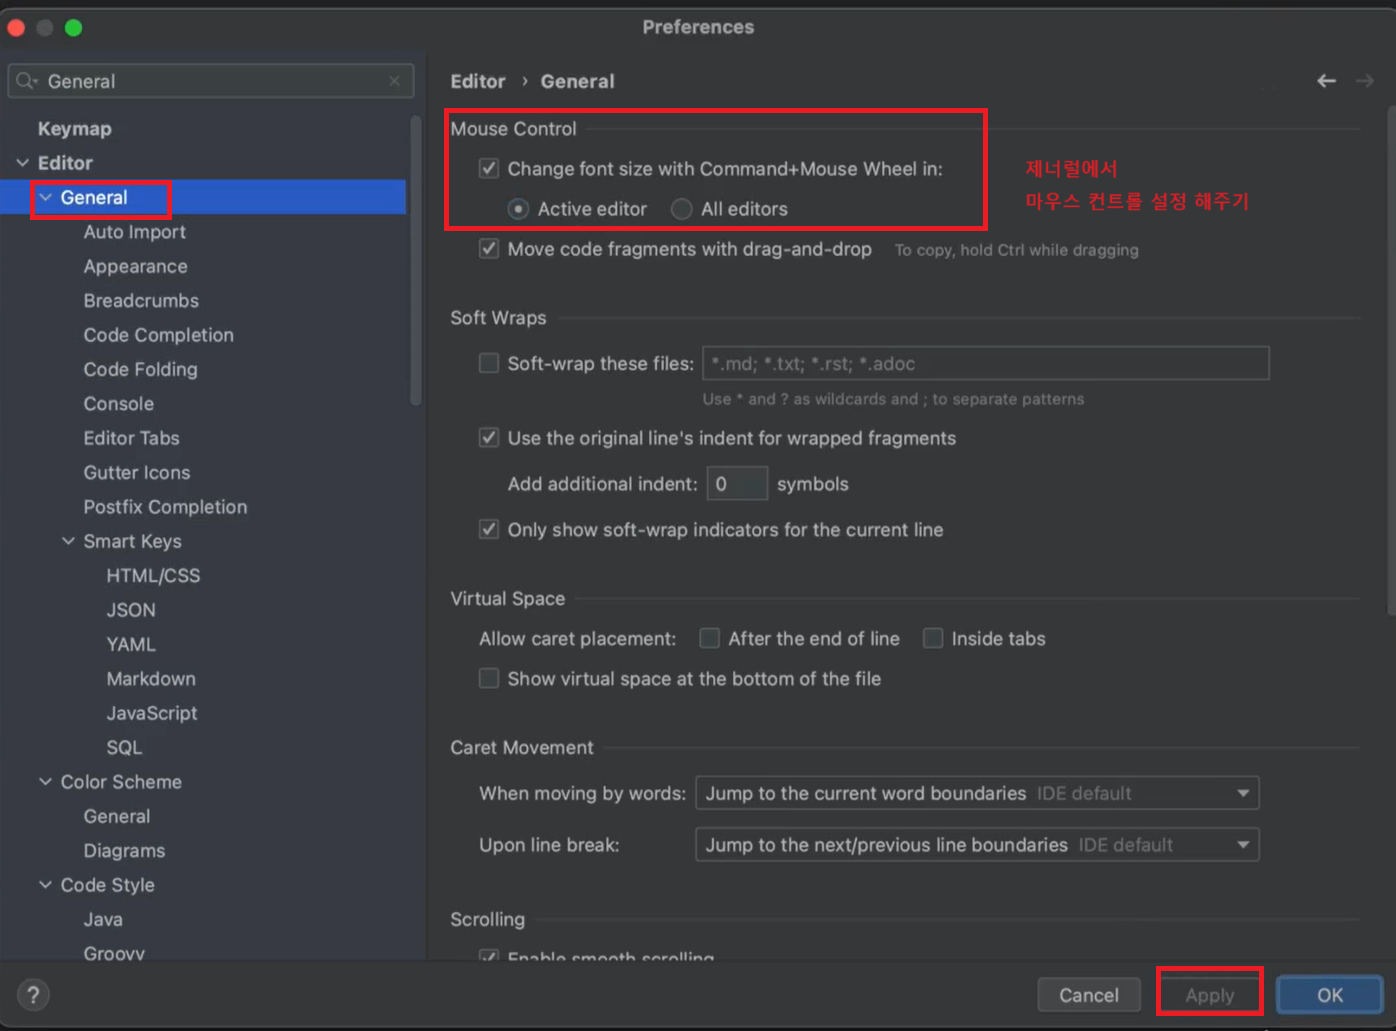 Preferences
General
Keymap
Editor
General
Auto Import
Appearance
Breadcrumbs
Code Completion
Code Folding
Console
Editor Tabs
Gutter Icons
Postfix Completion
Smart Keys
HTML/CSS
JSON
YAML
Markdown
JavaScript
SQL
Color Scheme
General
Diagrams
Code Style
Java
Groovy
Editor › General
Mouse Control
Change font size with Command+Mouse Wheel in:
Active editor All editors
제너럴에서
마우스 컨트롤 설정 해주기
Move code fragments with drag-and-drop To copy, hold Ctrl while dragging
Soft Wraps
Soft-wrap these files: *.md; *.txt; *.rst; *.adoc
Use * and ? as wildcards and ; to separate patterns
Use the original line's indent for wrapped fragments
Add additional indent: 0 symbols
Only show soft-wrap indicators for the current line
Virtual Space
Allow caret placement: After the end of line Inside tabs
Show virtual space at the bottom of the file
Caret Movement
When moving by words: Jump to the current word boundaries IDE default
Upon line break: Jump to the next/previous line boundaries IDE default
Scrolling
Enable smooth scrolling
? Cancel Apply OK